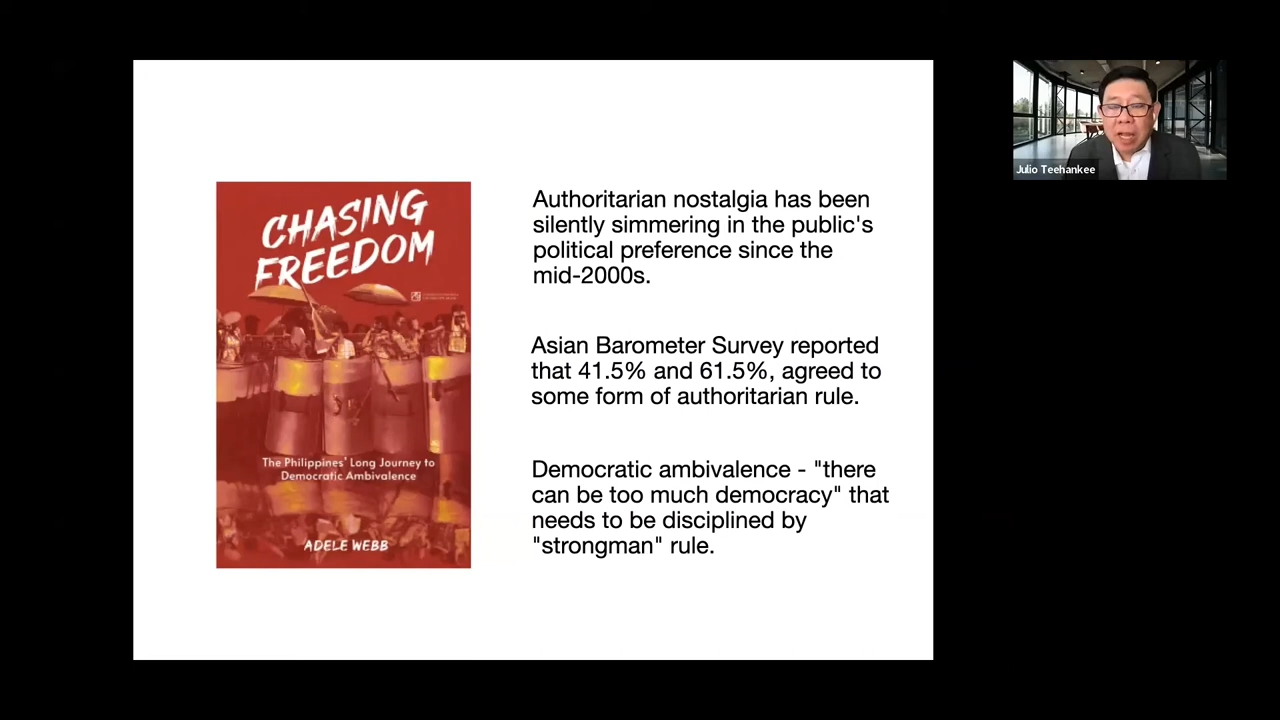 CHASING
FREEDOM
The Philippines' Long Journey to
Democratic Ambivalence
ADELE WEBB
Authoritarian nostalgia has been
silently simmering in the public's
political preference since the
mid-2000s.
Asian Barometer Survey reported
that 41.5% and 61.5%, agreed to
some form of authoritarian rule.
Democratic ambivalence - "there
can be too much democracy" that
needs to be disciplined by
"strongman" rule.
Julio Teehankee